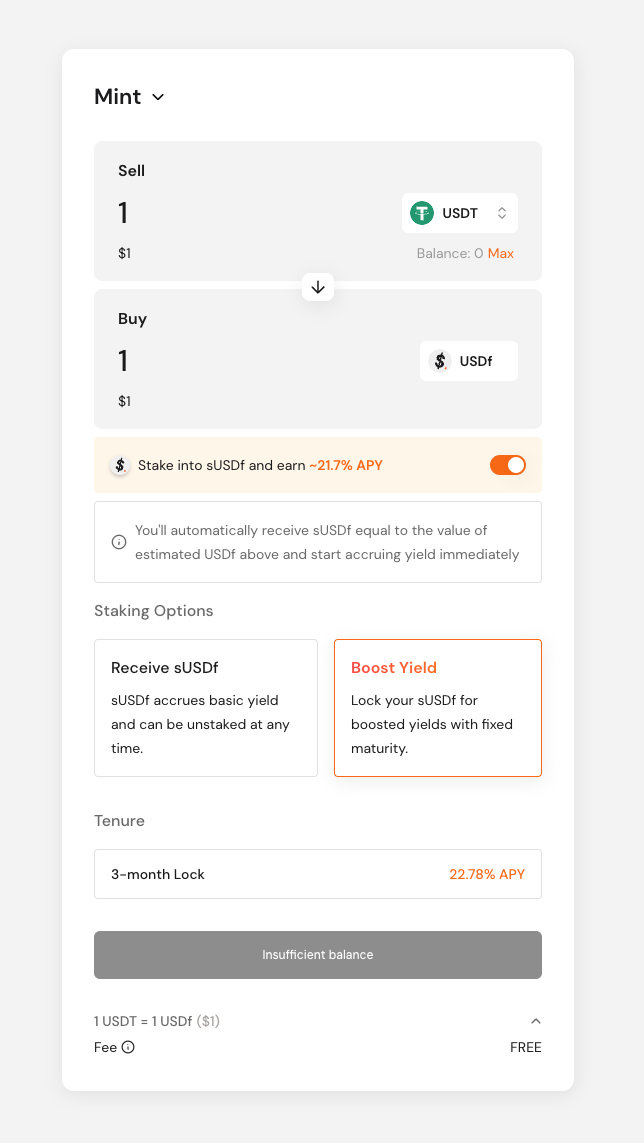 Mint
Sell
1
USDT
$1
Balance: 0 Max
Buy
1
USDf
$1
Stake into sUSDf and earn ~21.7% APY
You'll automatically receive sUSDf equal to the value of
estimated USDf above and start accruing yield immediately
Staking Options
Receive sUSDf
sUSDf accrues basic yield
and can be unstaked at any
time.
Boost Yield
Lock your sUSDf for
boosted yields with fixed
maturity.
Tenure
3-month Lock
22.78% APY
Insufficient balance
1 USDT = 1 USDf ($1)
Fee
FREE